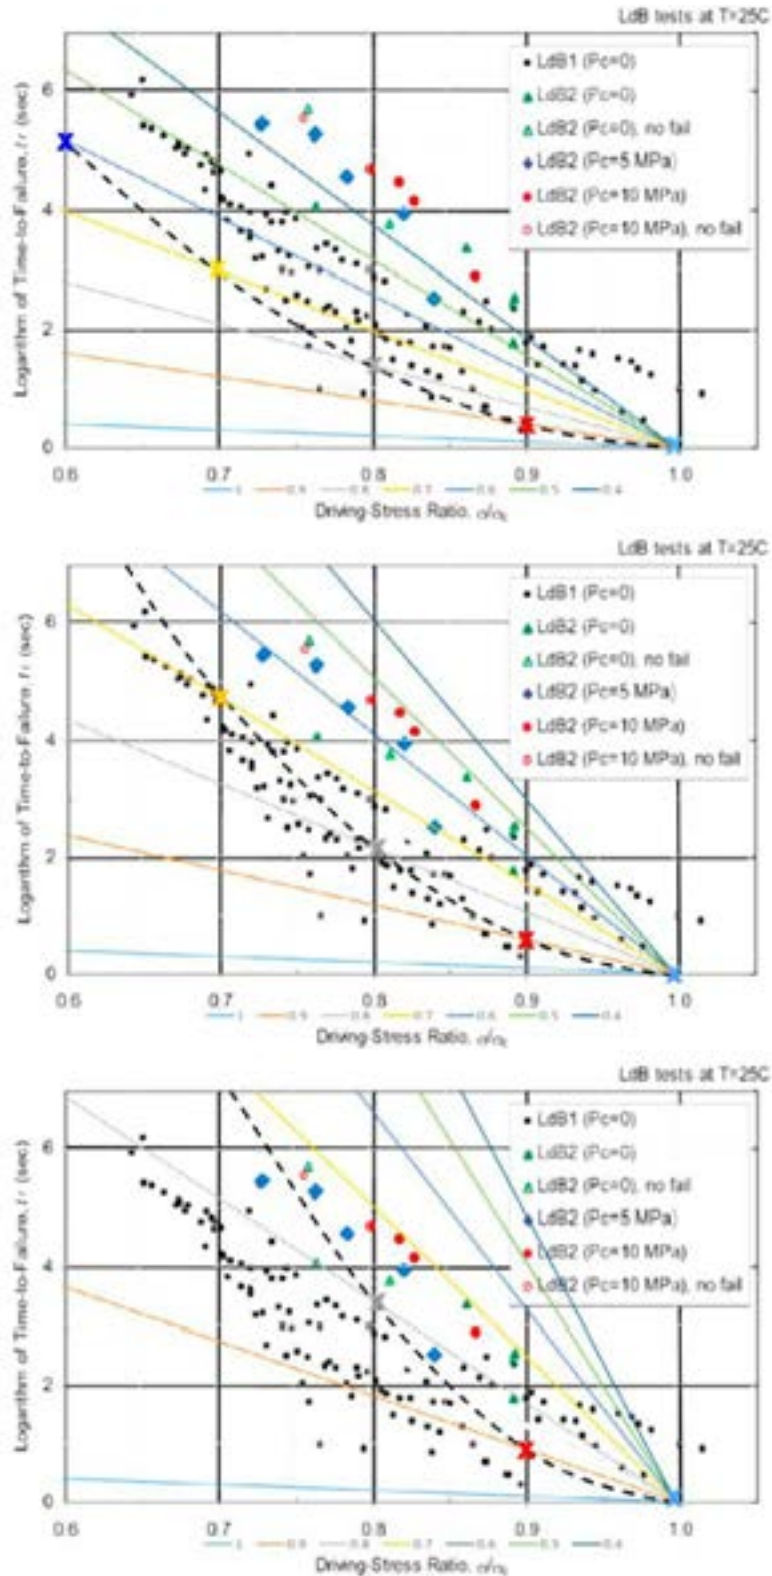 LdB tests at T=25C
Logarithm of Time-to-Failure, tF (sec)
6
4
2
0
LdB1 (Pc=0)
LdB2 (Pc=0)
LdB2 (Pc=0), no fail
LdB2 (Pc=5 MPa)
LdB2 (Pc=10 MPa)
LdB2 (Pc=10 MPa), no fail
0.6 0.7 0.8 0.9 1.0
1 0.9 0.8 0.7 0.6 0.5 0.4
Driving-Stress Ratio,
LdB tests at T=25C
Logarithm of Time-to-Failure, tF (sec)
6
4
2
0
LdB1 (Pc=0)
LdB2 (Pc=0)
LdB2 (Pc=0), no fail
LdB2 (Pc=5 MPa)
LdB2 (Pc=10 MPa)
LdB2 (Pc=10 MPa), no fail
0.6 0.7 0.8 0.9 1.0
1 0.9 0.8 0.7 0.6 0.5 0.4
Driving-Stress Ratio,
LdB tests at T=25C
Logarithm of Time-to-Failure, tF (sec)
6
4
2
0
LdB1 (Pc=0)
LdB2 (Pc=0)
LdB2 (Pc=0), no fail
LdB2 (Pc=5 MPa)
LdB2 (Pc=10 MPa)
LdB2 (Pc=10 MPa), no fail
0.6 0.7 0.8 0.9 1.0
1 0.9 0.8 0.7 0.6 0.5 0.4
Driving-Stress Ratio,